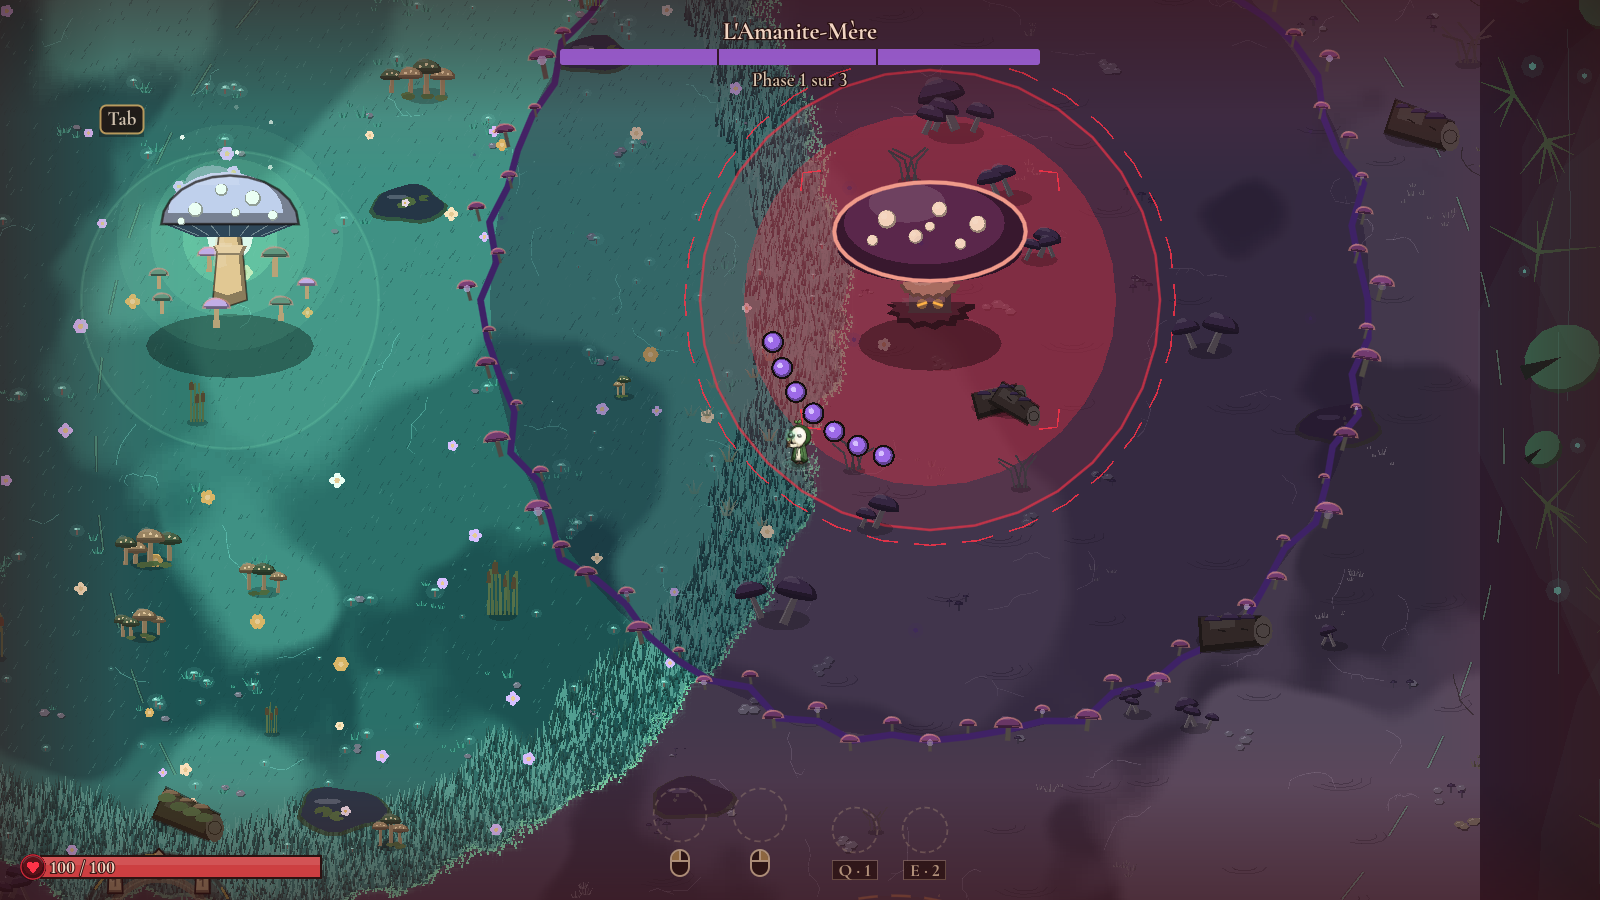 L'Amanite-Mère
Phase 1 sur 3
Tab
100 / 100
Q · 1
E · 2